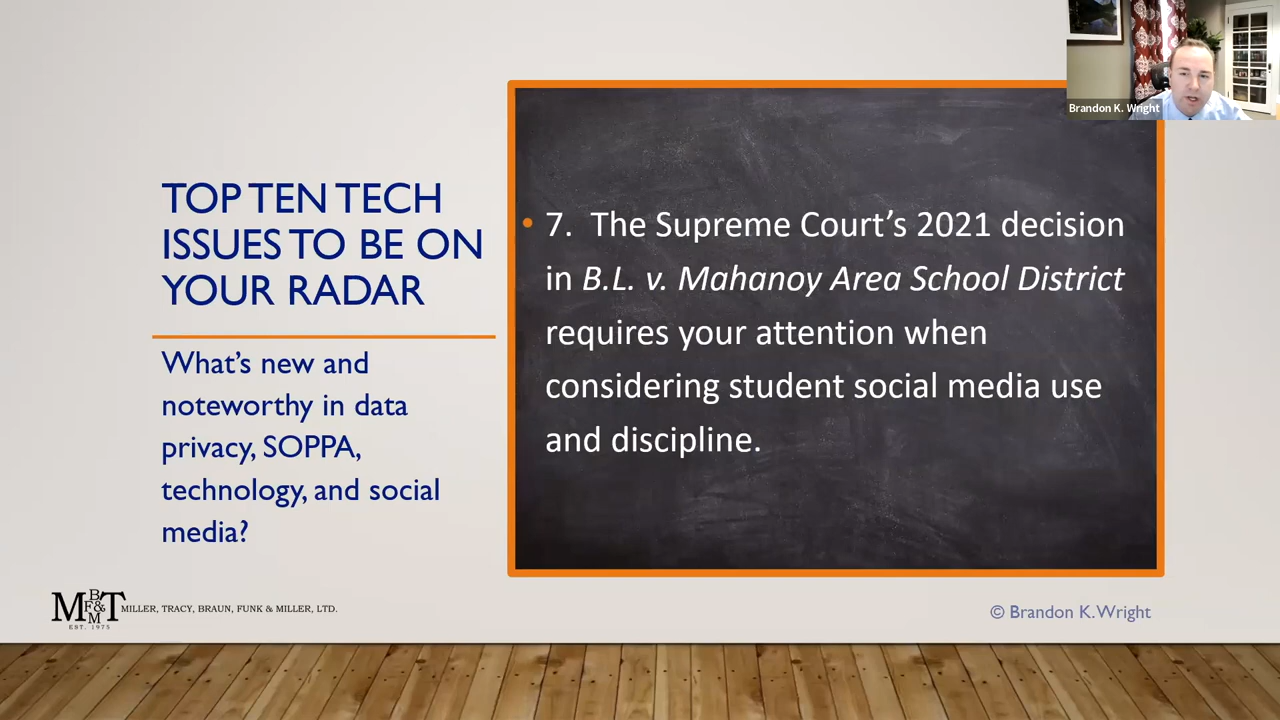 Brandon K. Wright
TOP TEN TECH
ISSUES TO BE ON
YOUR RADAR
What's new and
noteworthy in data
privacy, SOPPA,
technology, and social
media?
• 7. The Supreme Court's 2021 decision
in B.L. v. Mahanoy Area School District
requires your attention when
considering student social media use
and discipline.
MBF&MT
EST. 1975
MILLER, TRACY, BRAUN, FUNK & MILLER, LTD.
© Brandon K. Wright